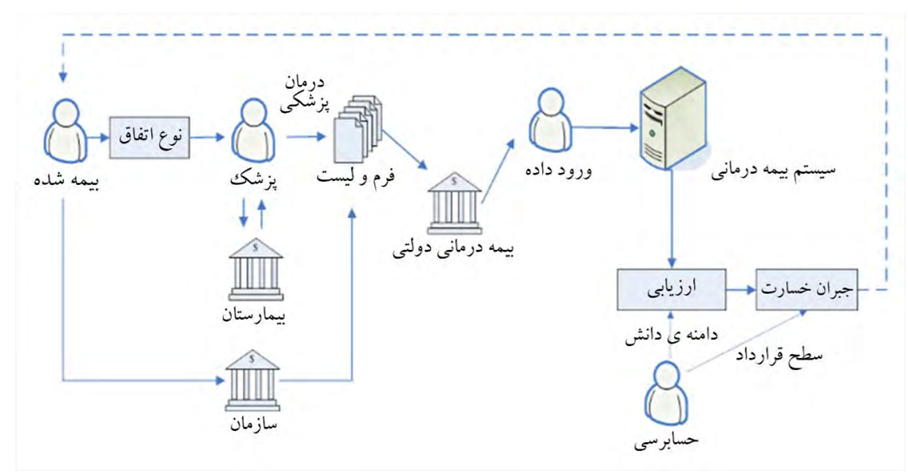 درمان
پزشکی
نوع اتفاق
بیمه شده
پزشک
فرم و لیست
ورود داده
سیستم بیمه درمانی
$
بیمه درمانی دولتی
$
بیمارستان
ارزیابی
جبران خسارت
دامنه ی دانش
سطح قرارداد
$
سازمان
حسابرسی